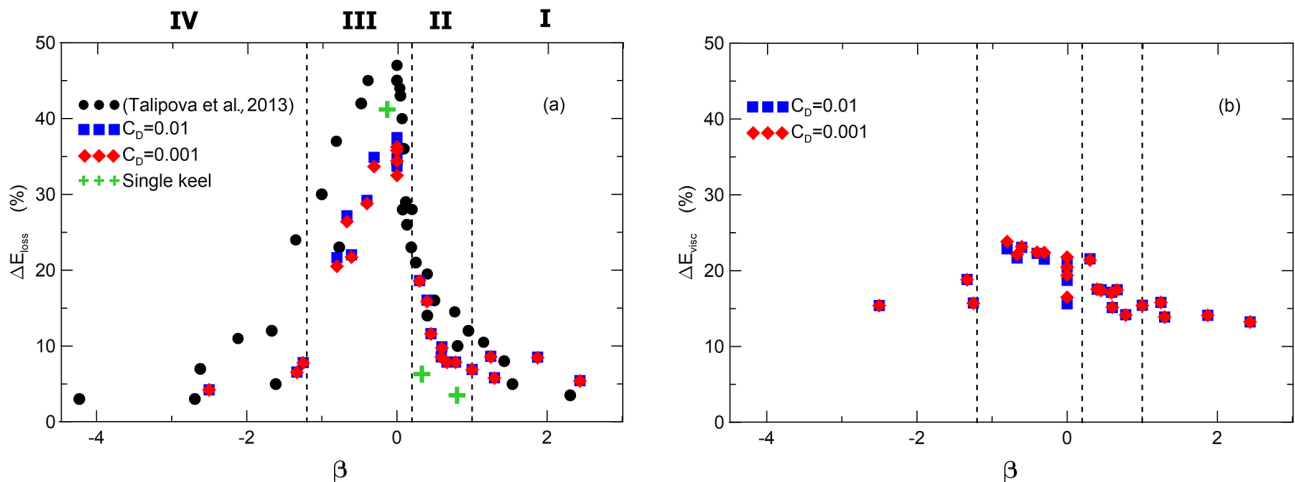 IV III II I
50
40
30
20
10
0
-4 -2 0 2
ΔE_loss (%)
β
(Talipova et al., 2013)
C_D=0.01
C_D=0.001
Single keel
(a)
50
40
30
20
10
0
-4 -2 0 2
ΔE_visc (%)
β
C_D=0.01
C_D=0.001
(b)